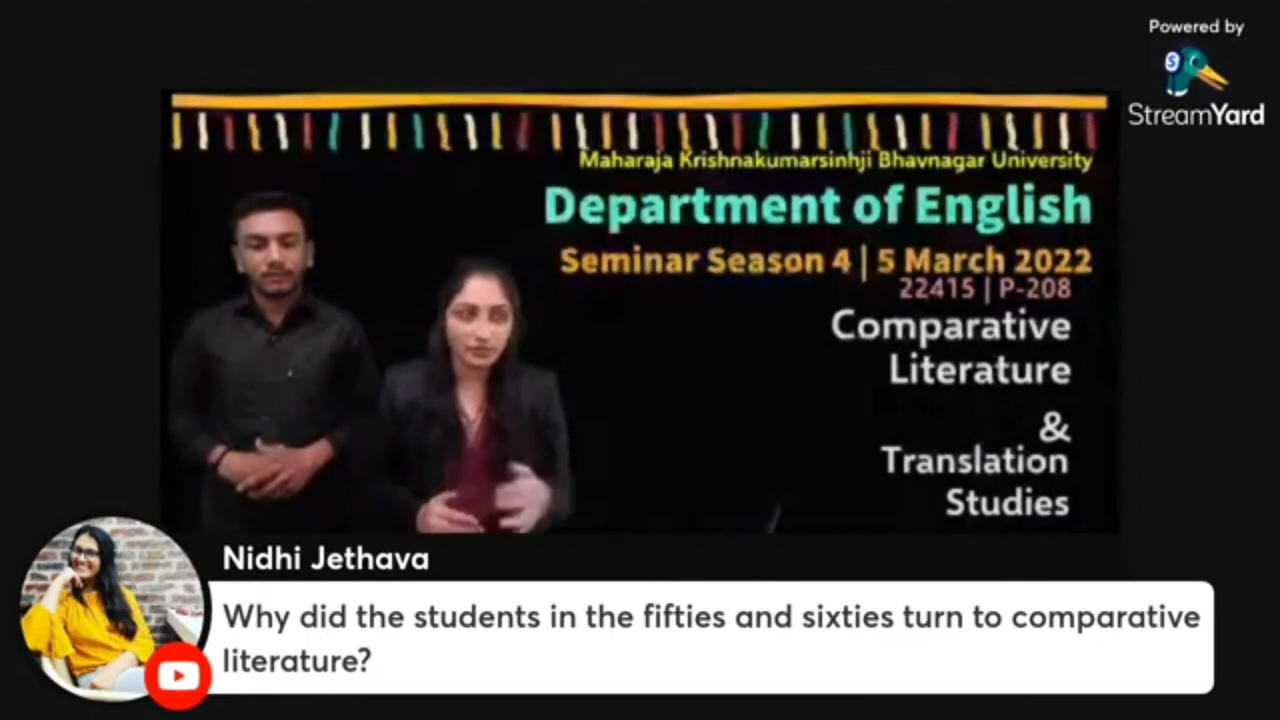 Powered by
StreamYard
Maharaja Krishnakumarsinhji Bhavnagar University
Department of English
Seminar Season 4 | 5 March 2022
22415 | P-208
Comparative
Literature
&
Translation
Studies
Nidhi Jethava
Why did the students in the fifties and sixties turn to comparative
literature?